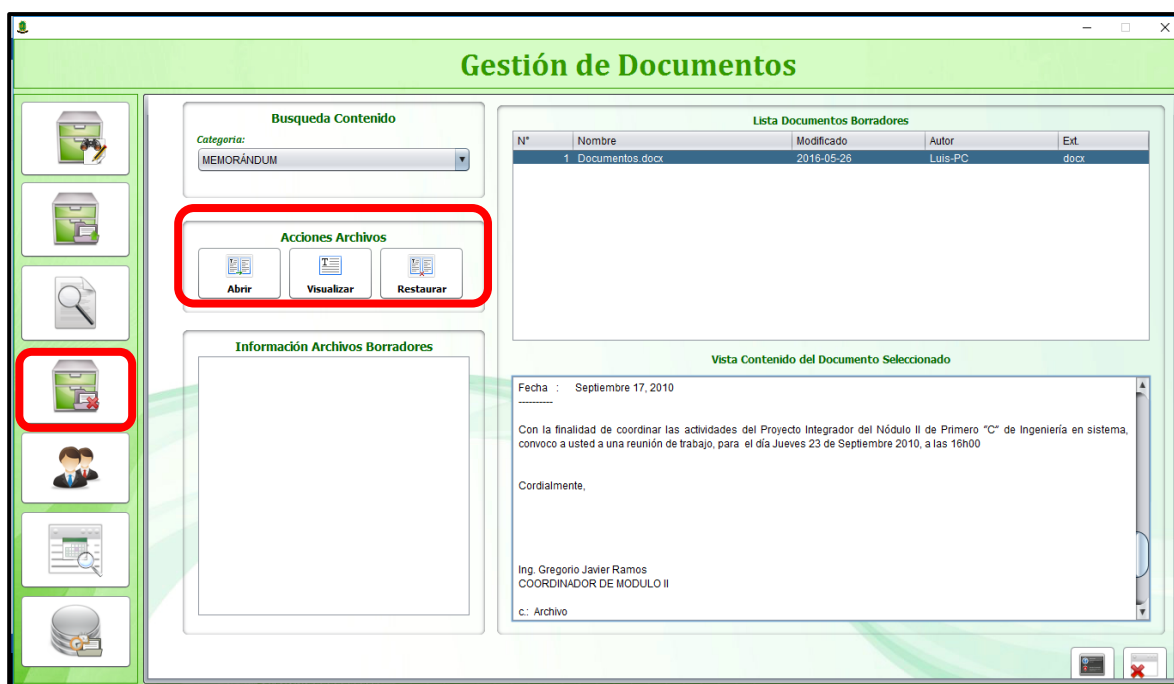 Gestión de Documentos
Busqueda Contenido
Categoria:
MEMORÁNDUM
Acciones Archivos
Abrir Visualizar Restaurar
Información Archivos Borradores
Lista Documentos Borradores
N° Nombre Modificado Autor Ext.
1 Documentos.docx 2016-05-26 Luis-PC docx
Vista Contenido del Documento Seleccionado
Fecha : Septiembre 17, 2010
----------
Con la finalidad de coordinar las actividades del Proyecto Integrador del Nódulo II de Primero "C" de Ingeniería en sistema,
convoco a usted a una reunión de trabajo, para el día Jueves 23 de Septiembre 2010, a las 16h00
Cordialmente,
Ing. Gregorio Javier Ramos
COORDINADOR DE MODULO II
c.: Archivo